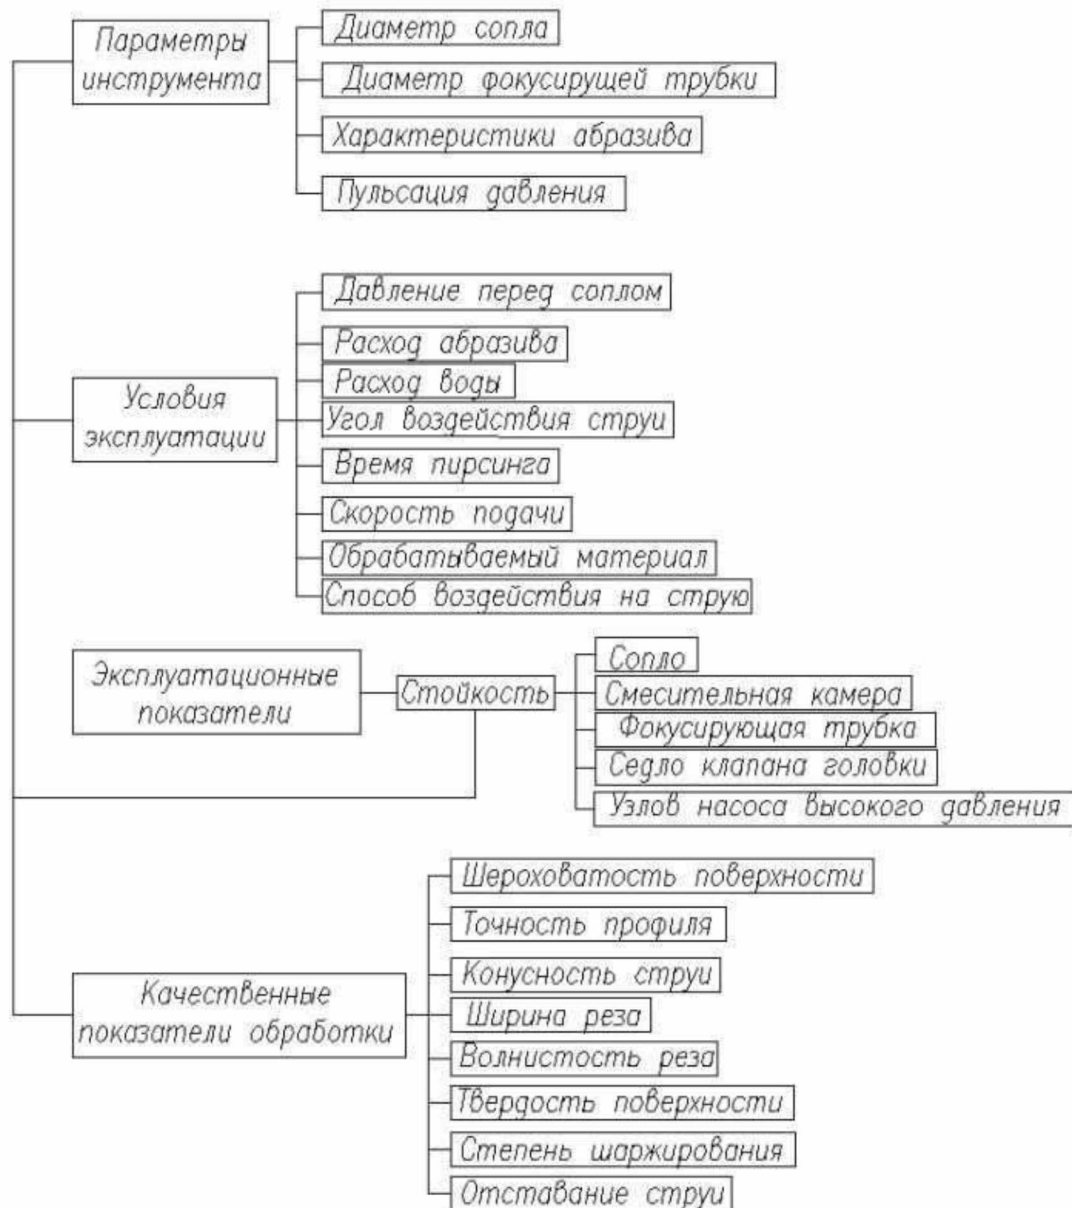 Параметры
инструмента
Диаметр сопла
Диаметр фокусирущей трубки
Характеристики абразива
Пульсация давления
Условия
эксплуатации
Давление перед соплом
Расход абразива
Расход воды
Угол воздействия струи
Время пирсинга
Скорость подачи
Обрабатываемый материал
Способ воздействия на струю
Эксплуатационные
показатели
Стойкость
Сопло
Смесительная камера
Фокусирующая трубка
Седло клапана головки
Узлов насоса высокого давления
Качественные
показатели обработки
Шероховатость поверхности
Точность профиля
Конусность струи
Ширина реза
Волнистость реза
Твердость поверхности
Степень шаржирования
Отставание струи